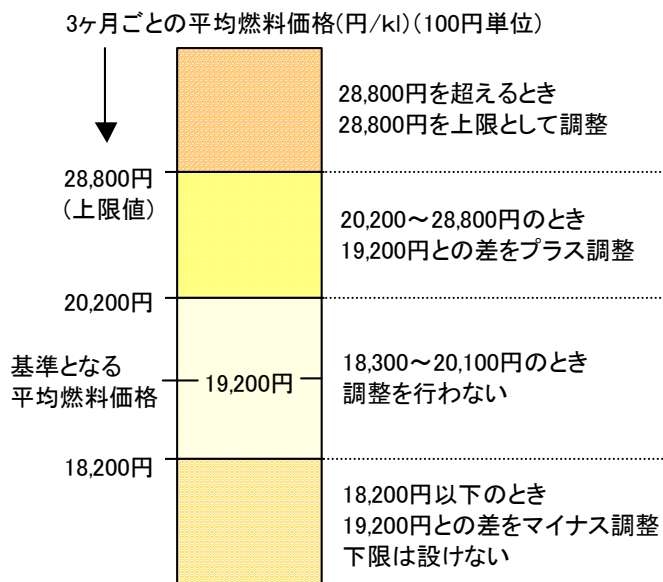 3ヶ月ごとの平均燃料価格(円/kl)(100円単位)
28,800円を超えるとき
28,800円を上限として調整
28,800円
(上限値)
20,200～28,800円のとき
19,200円との差をプラス調整
20,200円
基準となる
平均燃料価格
19,200円
18,300～20,100円のとき
調整を行わない
18,200円
18,200円以下のとき
19,200円との差をマイナス調整
下限は設けない